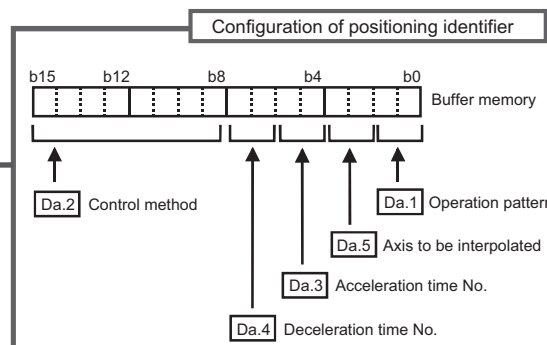 Configuration of positioning identifier
b15 b12 b8 b4 b0
Buffer memory
Da.2 Control method
Da.1 Operation pattern
Da.5 Axis to be interpolated
Da.3 Acceleration time No.
Da.4 Deceleration time No.